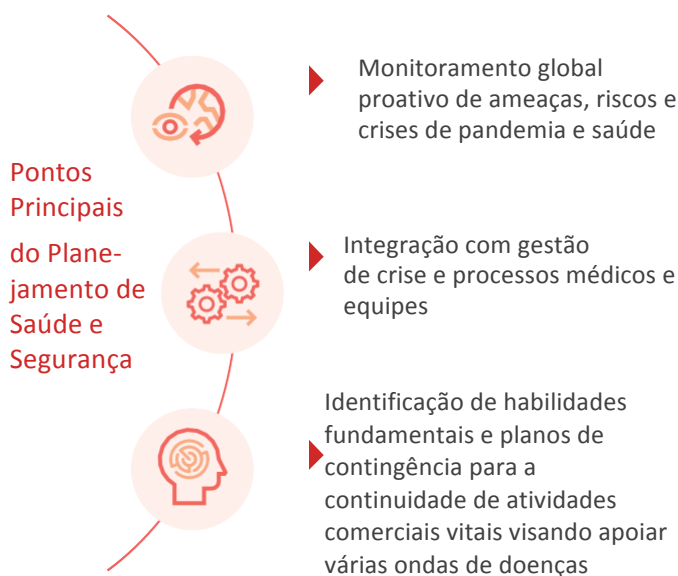 Pontos
Principais
do Plane-
jamento de
Saúde e
Segurança
Monitoramento global
proativo de ameaças, riscos e
crises de pandemia e saúde
Integração com gestão
de crise e processos médicos e
equipes
Identificação de habilidades
fundamentais e planos de
contingência para a
continuidade de atividades
comerciais vitais visando apoiar
várias ondas de doenças